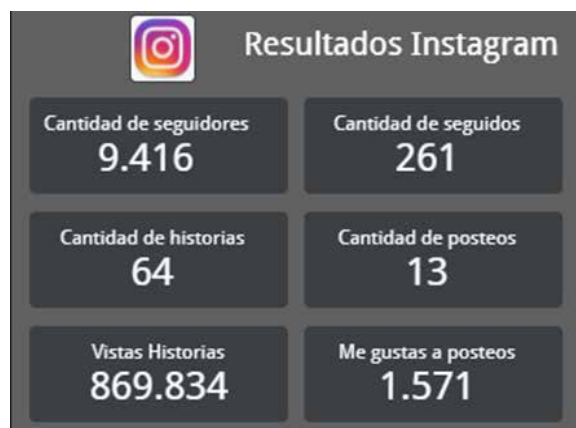 Resultados Instagram
Cantidad de seguidores
9.416
Cantidad de seguidos
261
Cantidad de historias
64
Cantidad de posteos
13
Vistas Historias
869.834
Me gustas a posteos
1.571